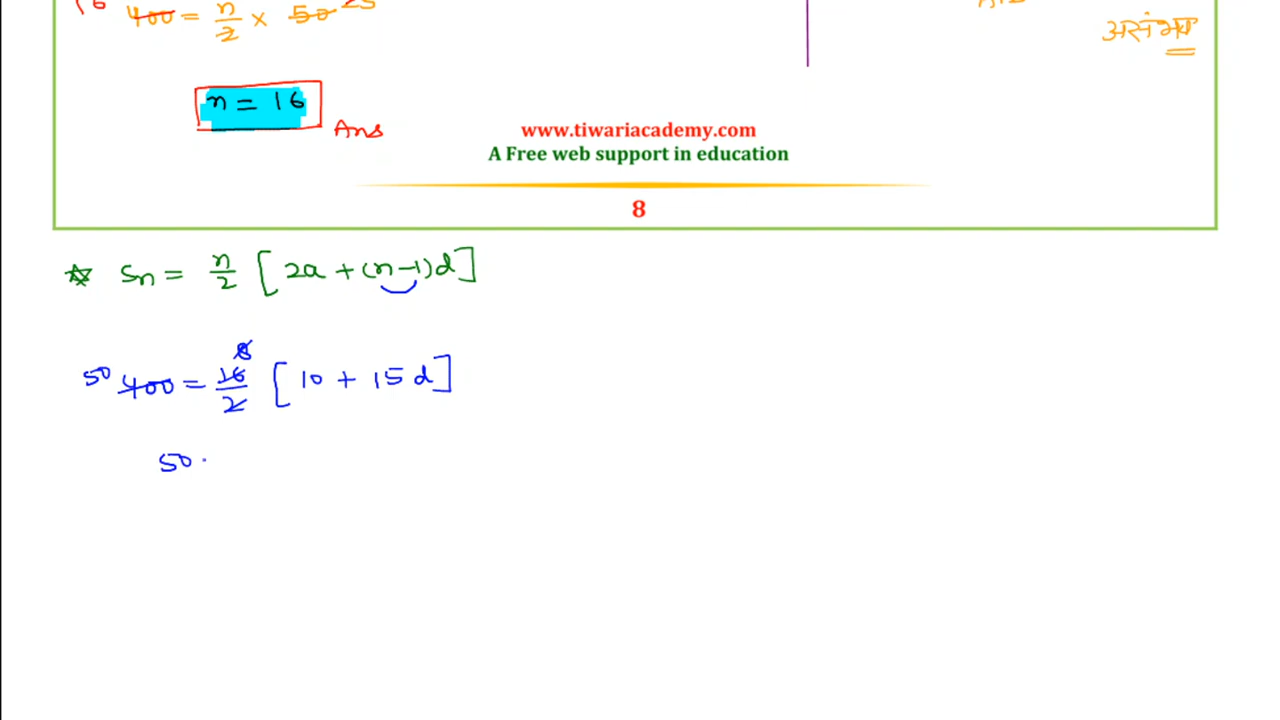 16 400 = n/2 × 50 25
असंभव
n = 16
Ans
www.tiwariacademy.com
A Free web support in education
8
☆ Sn = n/2 [2a + (n-1)d]
8
50 400 = 16/2 [10 + 15d]
50